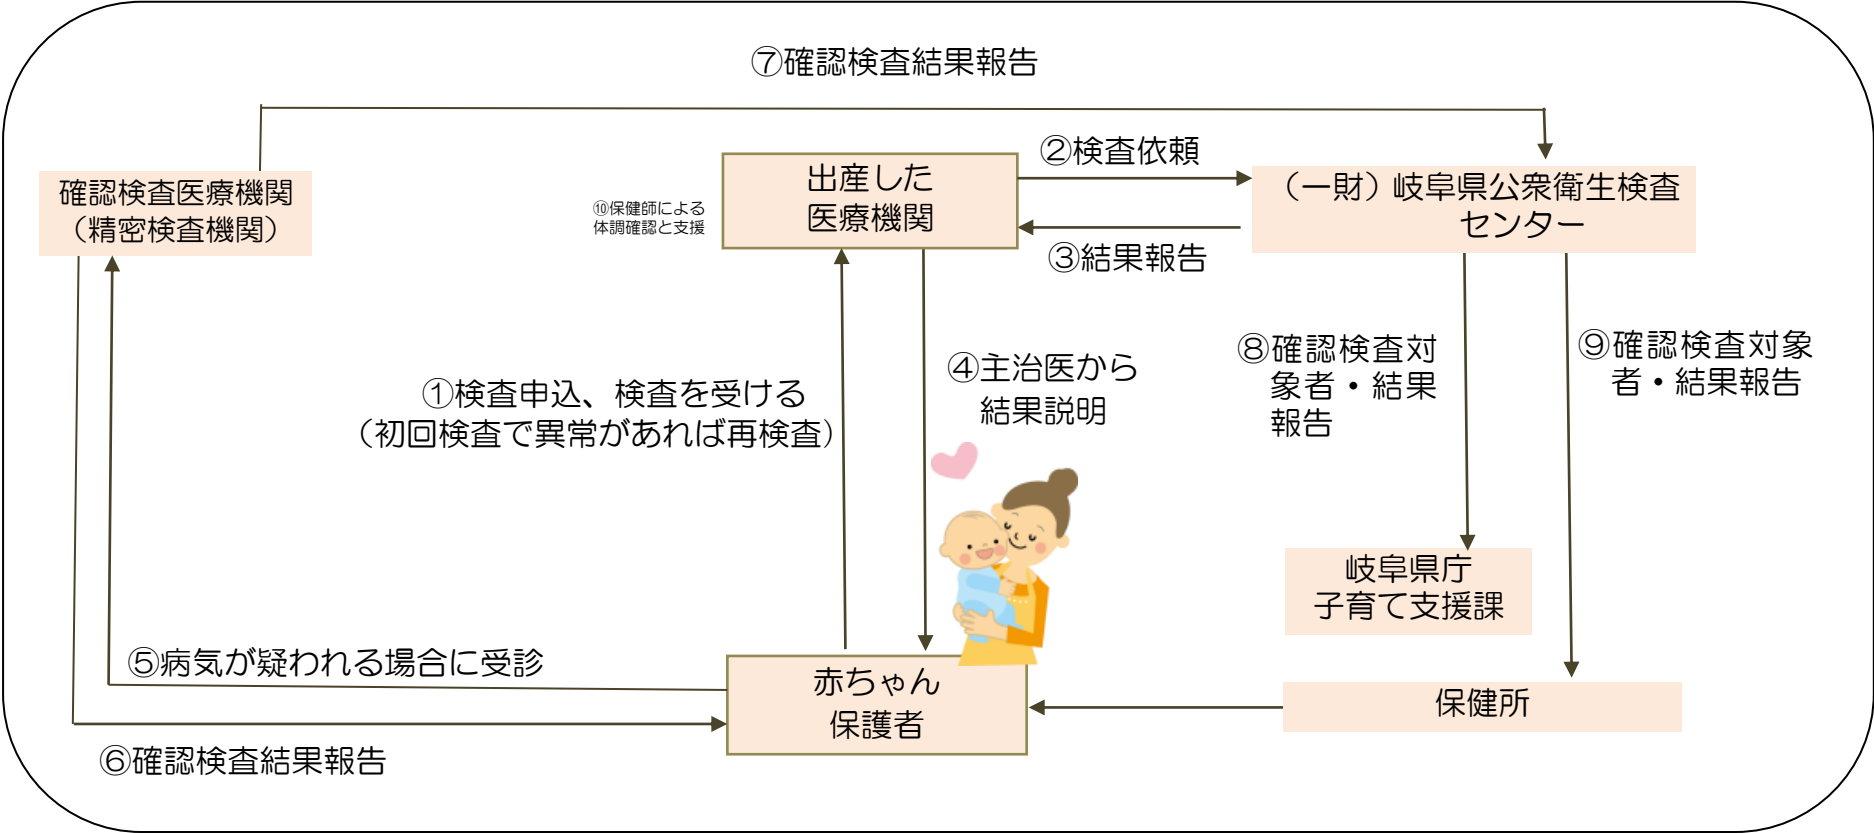 ⑦確認検査結果報告
②検査依頼
確認検査医療機関
（精密検査機関）
⑩保健師による
体調確認と支援
出産した
医療機関
（一財）岐阜県公衆衛生検査
センター
③結果報告
①検査申込、検査を受ける
（初回検査で異常があれば再検査）
④主治医から
結果説明
⑧確認検査対
象者・結果
報告
⑨確認検査対象
者・結果報告
岐阜県庁
子育て支援課
⑤病気が疑われる場合に受診
赤ちゃん
保護者
保健所
⑥確認検査結果報告